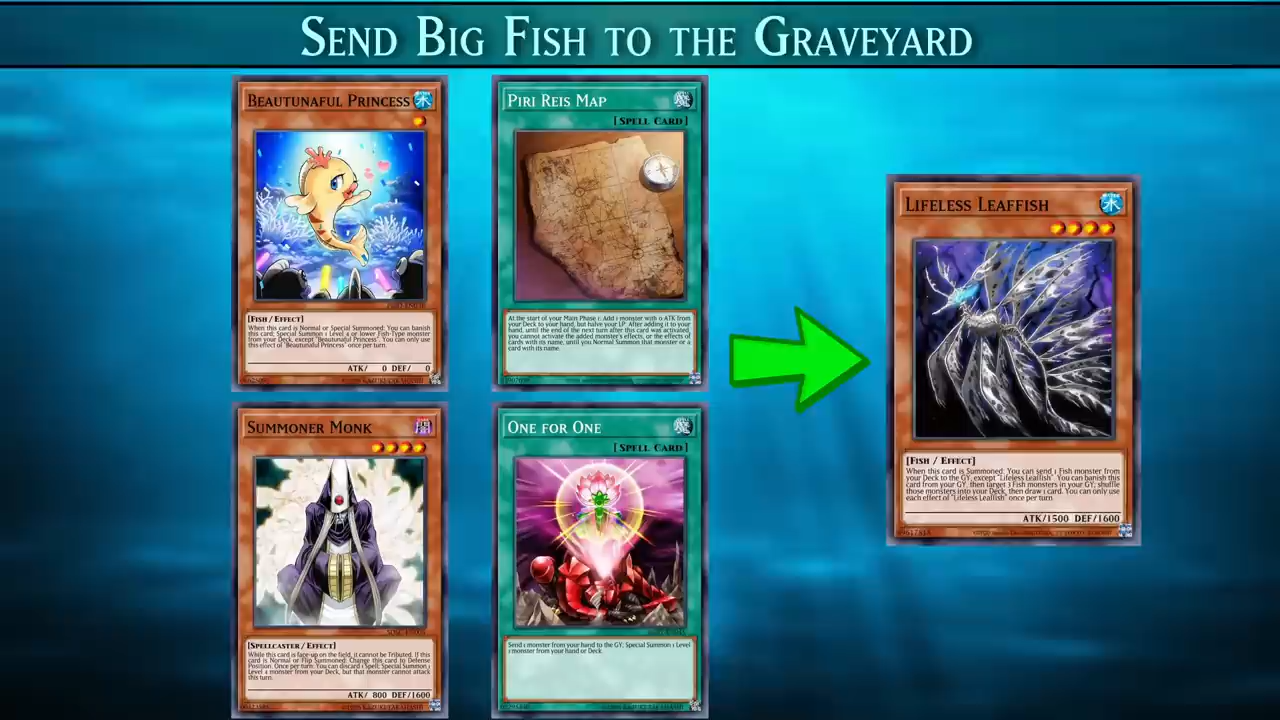 SEND BIG FISH TO THE GRAVEYARD
BEAUTUNAFUL PRINCESS 水
[FISH / EFFECT]
When this card is Normal or Special Summoned: You can banish
this card; Special Summon 1 Level 4 or lower Fish-Type monster
from your Deck, except "Beautunaful Princess". You can only use
this effect of "Beautunaful Princess" once per turn.
ATK/ 0 DEF/ 0
PIRI REIS MAP
[SPELL CARD]
At the start of your Main Phase 1: Add 1 monster with 0 ATK from
your Deck to your hand, but halve your LP. After adding it to your
hand, until the end of the next turn after this card was activated,
you cannot activate the added monster's effects, or the effects of
cards with its name, until you Normal Summon that monster or a
card with its name.
SUMMONER MONK
[SPELLCASTER / EFFECT]
While this card is face-up on the field, it cannot be Tributed. If this
card is Normal or Flip Summoned: Change this card to Defense
Position. Once per turn: You can discard 1 Spell; Special Summon 1
Level 4 monster from your Deck, but that monster cannot attack
this turn.
ATK/ 800 DEF/1600
ONE FOR ONE
[SPELL CARD]
Send 1 monster from your hand to the GY; Special Summon 1 Level
1 monster from your hand or Deck.
LIFELESS LEAFFISH 水
[FISH / EFFECT]
When this card is Summoned: You can send 1 Fish monster from
your Deck to the GY, except "Lifeless Leaffish". You can banish this
card from your GY, then target 3 Fish monsters in your GY; shuffle
those monsters into your Deck, then draw 1 card. You can only use
each effect of "Lifeless Leaffish" once per turn.
ATK/1500 DEF/1600